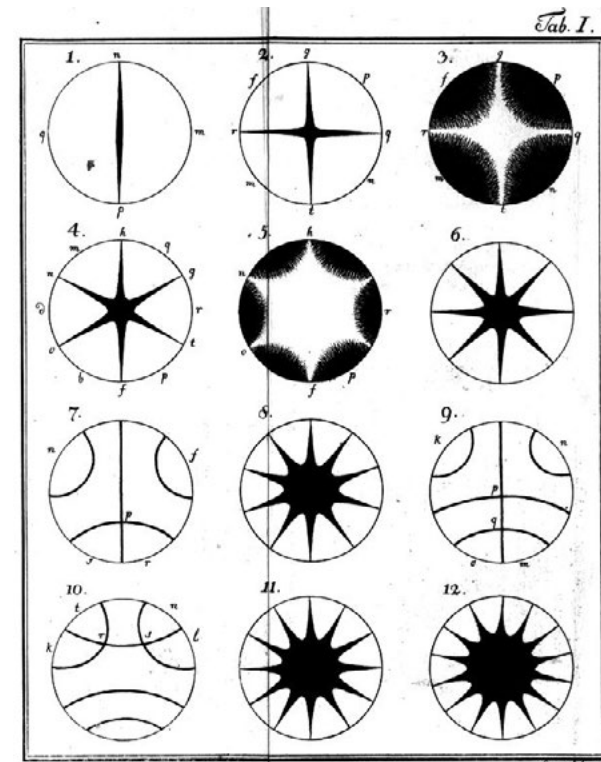 Tab. I.
1. n q m p
2. g f p r q m n t
3. g f p r q m n t
4. h m q n g d r o t b p f
5. h n r o p f
6.
7. n f p s r
8.
9. k n p q o m
10. t n r s k l
11.
12.